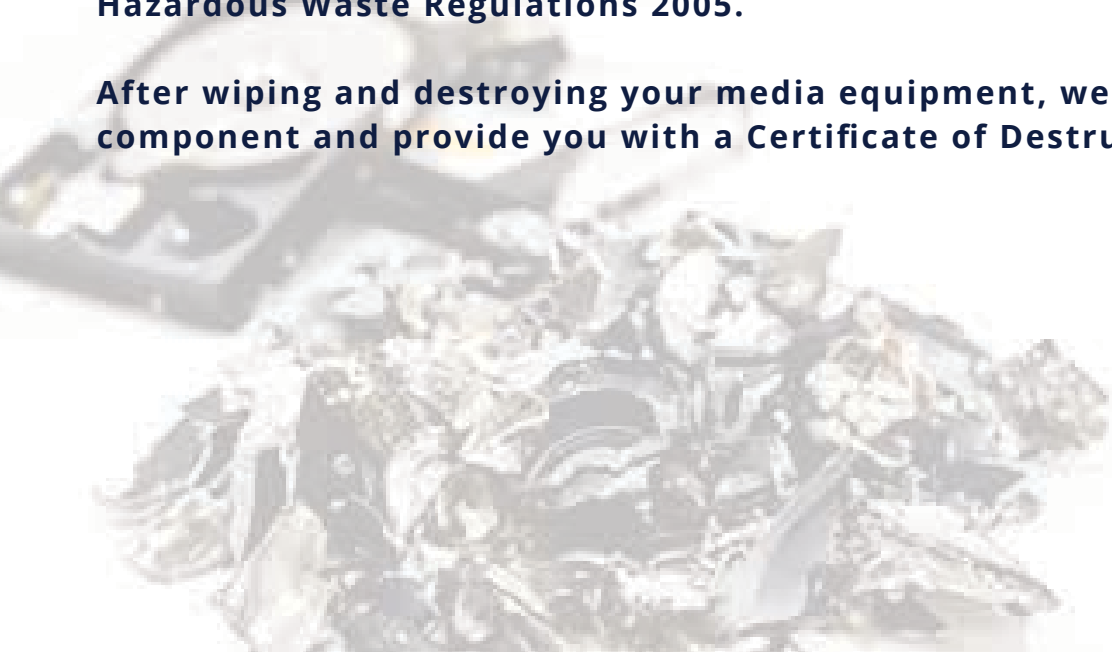 Hazardous Waste Regulations 2005.
After wiping and destroying your media equipment, we
component and provide you with a Certificate of